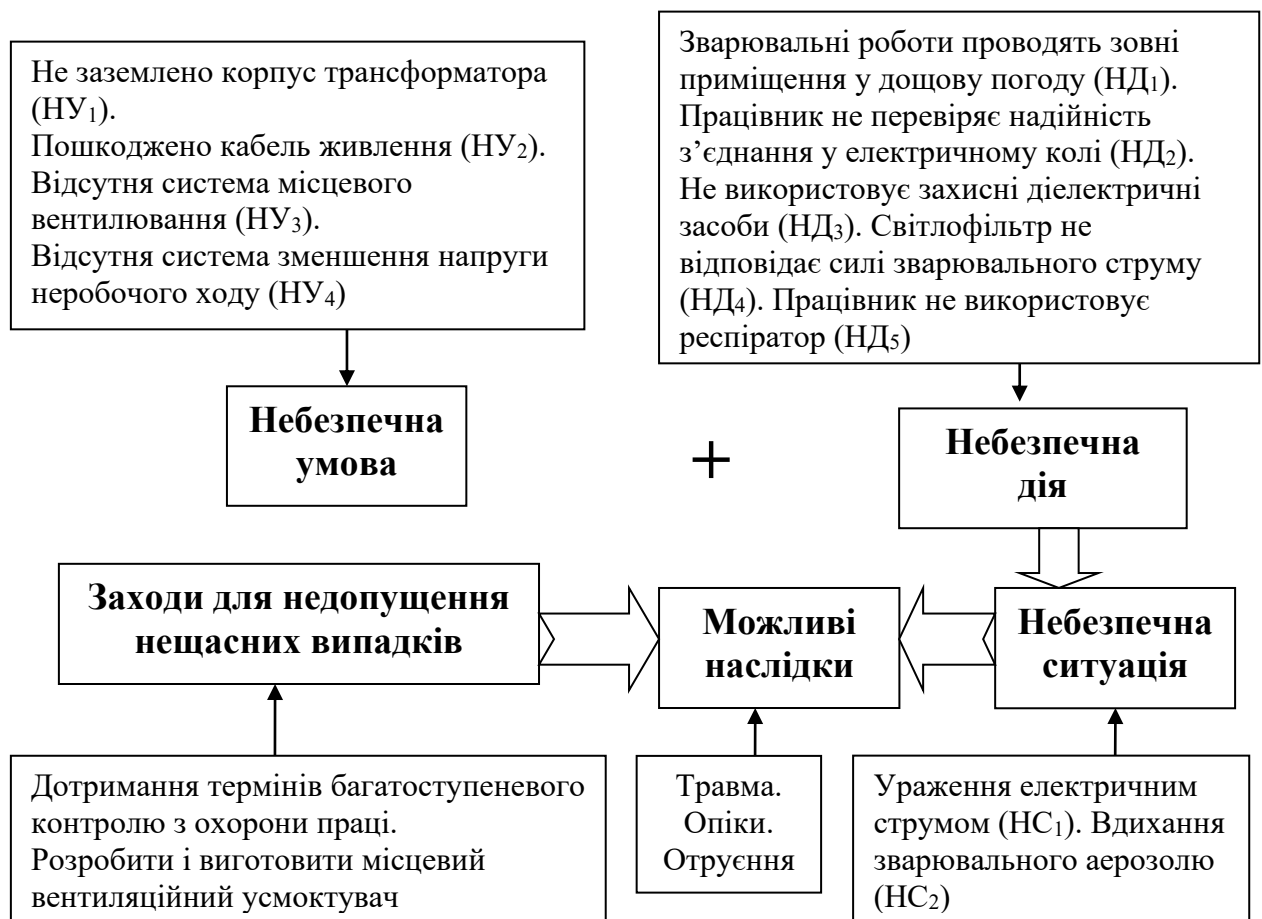 Не заземлено корпус трансформатора
(НУ₁).
Пошкоджено кабель живлення (НУ₂).
Відсутня система місцевого
вентилювання (НУ₃).
Відсутня система зменшення напруги
неробочого ходу (НУ₄)
Зварювальні роботи проводять зовні
приміщення у дощову погоду (НД₁).
Працівник не перевіряє надійність
з’єднання у електричному колі (НД₂).
Не використовує захисні діелектричні
засоби (НД₃). Світлофільтр не
відповідає силі зварювального струму
(НД₄). Працівник не використовує
респіратор (НД₅)
Небезпечна
умова
+
Небезпечна
дія
Заходи для недопущення
нещасних випадків
Можливі
наслідки
Небезпечна
ситуація
Дотримання термінів багатоступеневого
контролю з охорони праці.
Розробити і виготовити місцевий
вентиляційний усмоктувач
Травма.
Опіки.
Отруєння
Ураження електричним
струмом (НС₁). Вдихання
зварювального аерозолю
(НС₂)